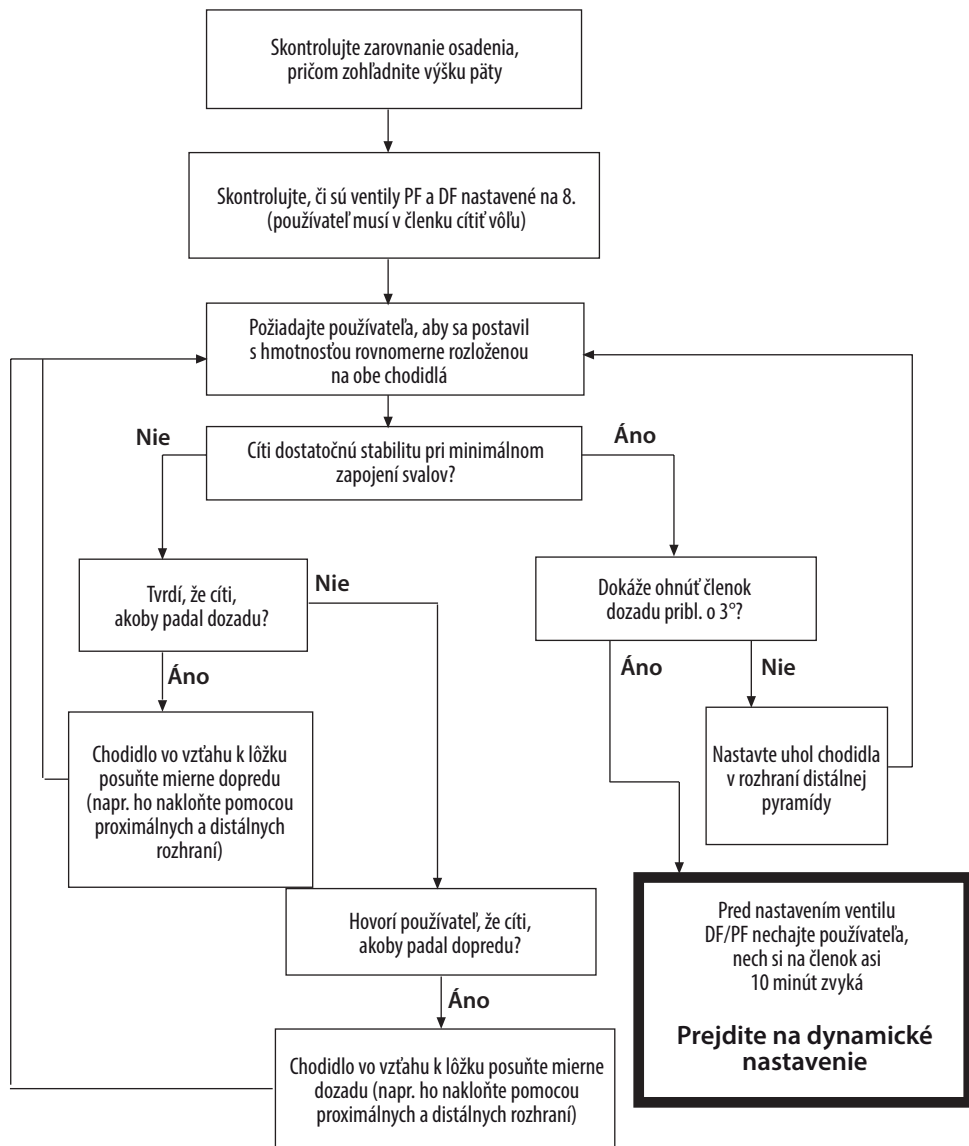 Skontrolujte zarovnanie osadenia,
pričom zohľadnite výšku päty
Skontrolujte, či sú ventily PF a DF nastavené na 8.
(používateľ musí v členku cítiť vôľu)
Požiadajte používateľa, aby sa postavil
s hmotnosťou rovnomerne rozloženou
na obe chodidlá
Nie
Cíti dostatočnú stabilitu pri minimálnom
zapojení svalov?
Áno
Tvrdí, že cíti,
akoby padal dozadu?
Nie
Dokáže ohnúť členok
dozadu pribl. o 3°?
Áno
Áno
Nie
Chodidlo vo vzťahu k lôžku
posuňte mierne dopredu
(napr. ho nakloňte pomocou
proximálnych a distálnych
rozhraní)
Nastavte uhol chodidla
v rozhraní distálnej
pyramídy
Hovorí používateľ, že cíti,
akoby padal dopredu?
Áno
Chodidlo vo vzťahu k lôžku posuňte mierne
dozadu (napr. ho nakloňte pomocou
proximálnych a distálnych rozhraní)
Pred nastavením ventilu
DF/PF nechajte používateľa,
nech si na členok asi
10 minút zvyká
Prejdite na dynamické
nastavenie